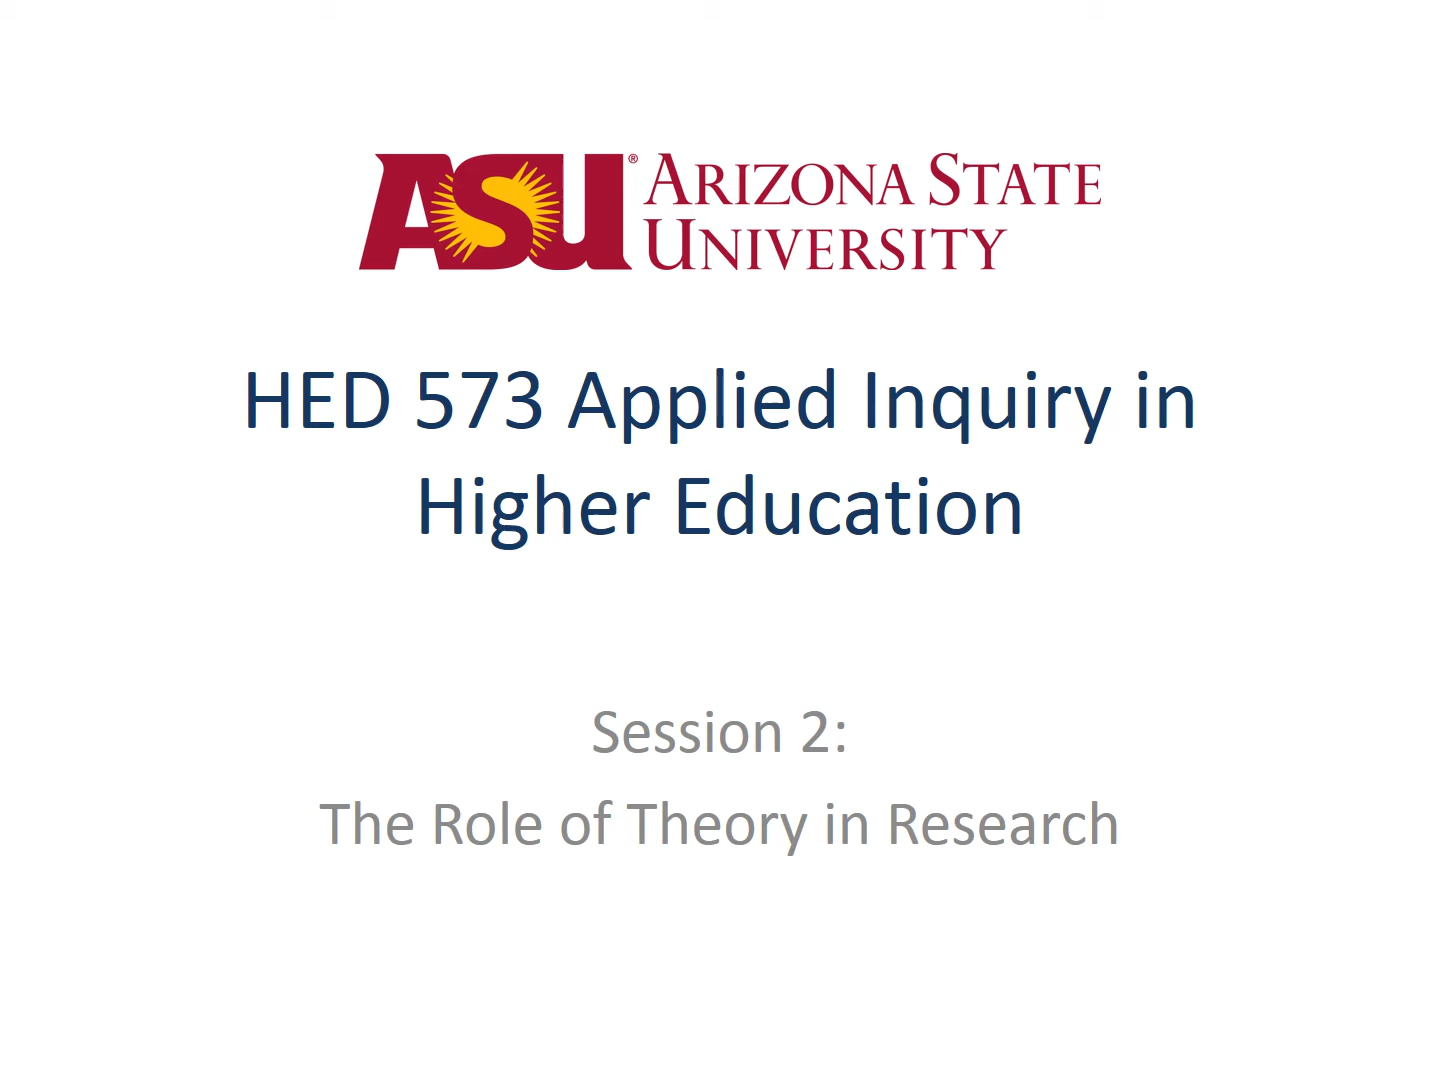 ASU® ARIZONA STATE
UNIVERSITY
HED 573 Applied Inquiry in
Higher Education
Session 2:
The Role of Theory in Research